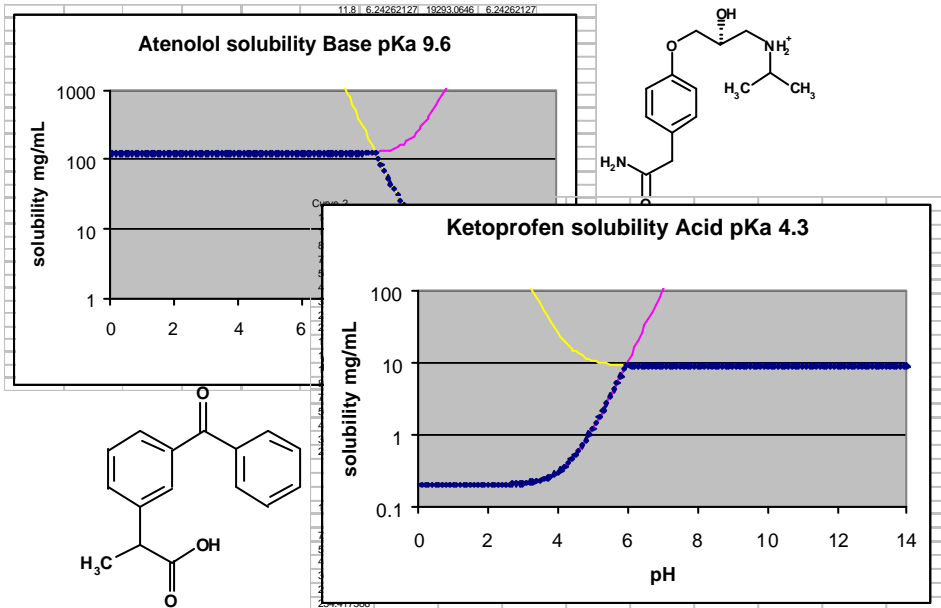 11.8 6.24262127 19293.0646 6.24262127
Atenolol solubility Base pKa 9.6
solubility mg/mL
1000
100
10
1
0 2 4 6
OH
O
NH2+
H3C CH3
H2N
O
Ketoprofen solubility Acid pKa 4.3
solubility mg/mL
100
10
1
0.1
0 2 4 6 8 10 12 14
pH
O
H3C
OH
O